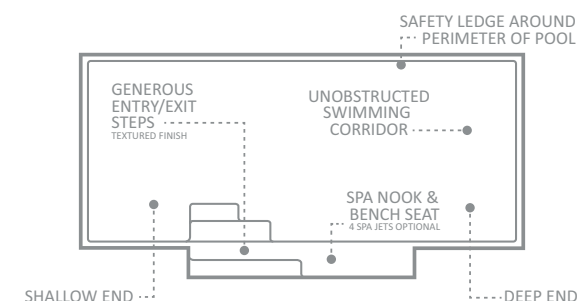 SAFETY LEDGE AROUND
PERIMETER OF POOL
GENEROUS
ENTRY/EXIT
STEPS
TEXTURED FINISH
UNOBSTRUCTED
SWIMMING
CORRIDOR
SPA NOOK &
BENCH SEAT
4 SPA JETS OPTIONAL
SHALLOW END
DEEP END